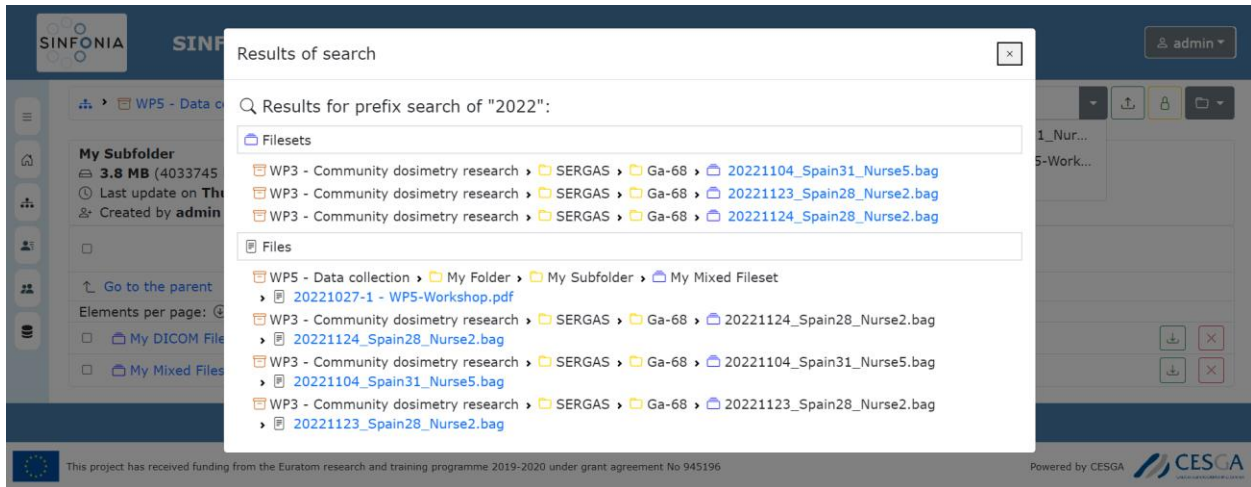 SINFONIA
SINF
Results of search
×
admin
WP5 - Data c
Results for prefix search of "2022":
Filesets
1_Nur...
My Subfolder
WP3 - Community dosimetry research › SERGAS › Ga-68 › 20221104_Spain31_Nurse5.bag
5-Work...
3.8 MB (4033745
WP3 - Community dosimetry research › SERGAS › Ga-68 › 20221123_Spain28_Nurse2.bag
Last update on Thu
WP3 - Community dosimetry research › SERGAS › Ga-68 › 20221124_Spain28_Nurse2.bag
Created by admin
Files
WP5 - Data collection › My Folder › My Subfolder › My Mixed Fileset
Go to the parent
› 20221027-1 - WP5-Workshop.pdf
Elements per page:
WP3 - Community dosimetry research › SERGAS › Ga-68 › 20221124_Spain28_Nurse2.bag
My DICOM File
› 20221124_Spain28_Nurse2.bag
WP3 - Community dosimetry research › SERGAS › Ga-68 › 20221104_Spain31_Nurse5.bag
My Mixed Files
› 20221104_Spain31_Nurse5.bag
WP3 - Community dosimetry research › SERGAS › Ga-68 › 20221123_Spain28_Nurse2.bag
› 20221123_Spain28_Nurse2.bag
This project has received funding from the Euratom research and training programme 2019-2020 under grant agreement No 945196
Powered by CESGA
CESGA